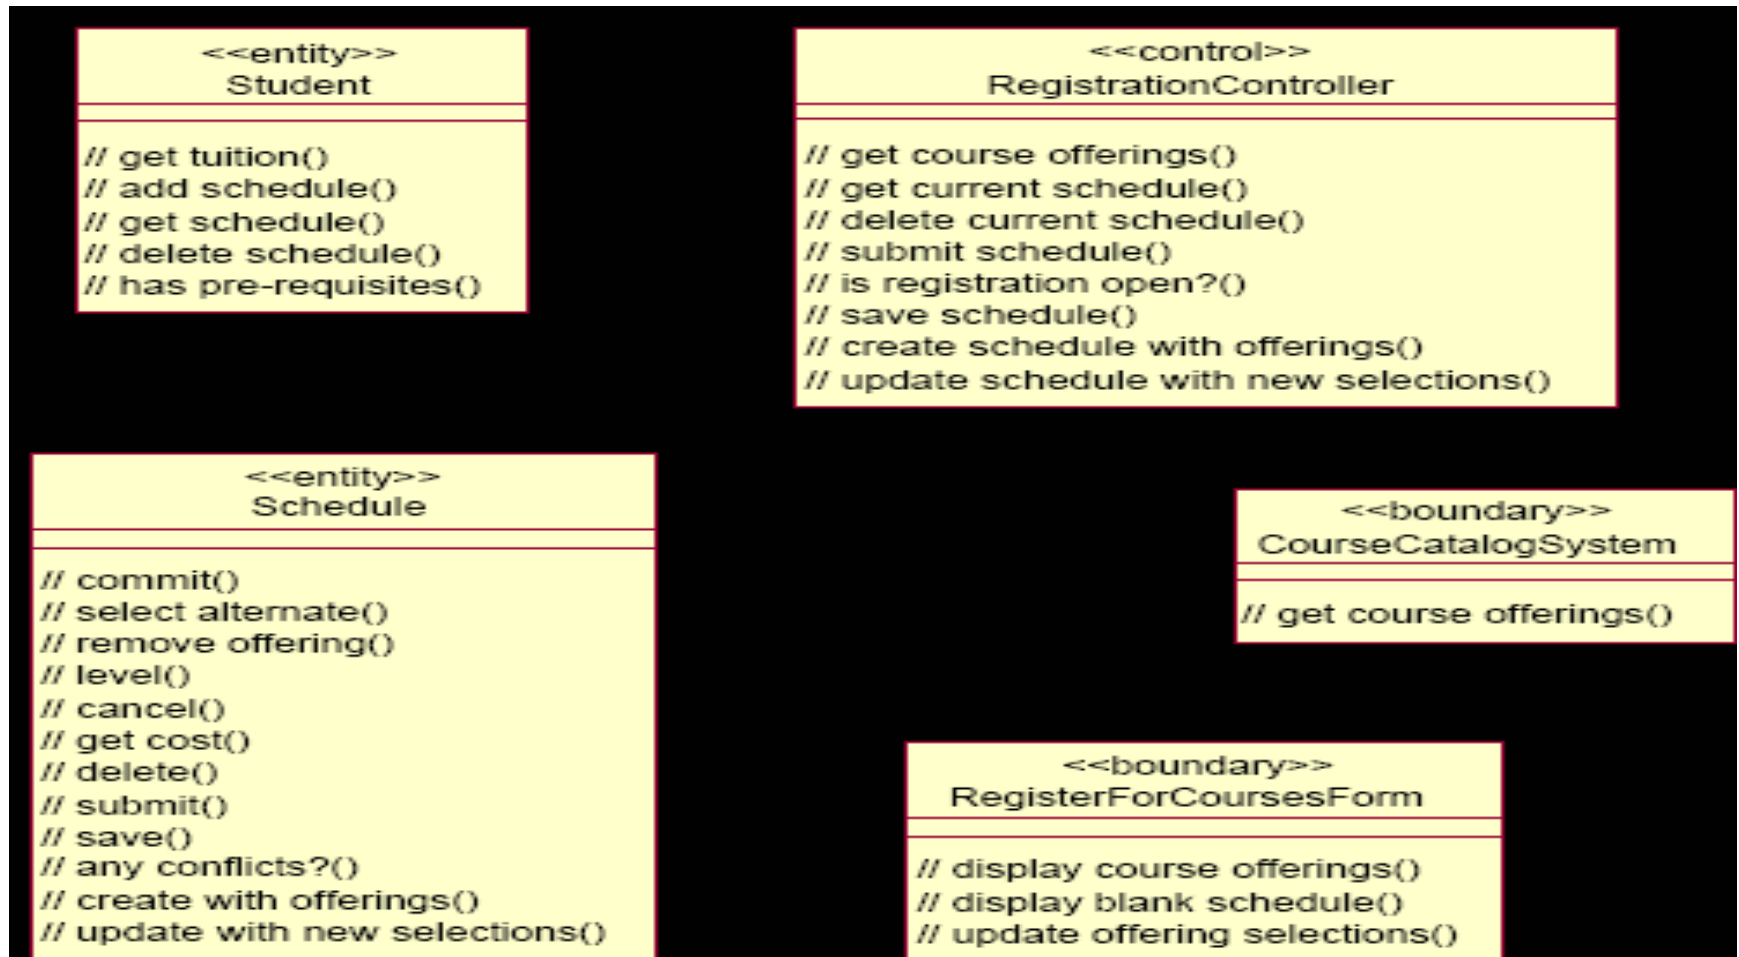 <<entity>>
Student
// get tuition()
// add schedule()
// get schedule()
// delete schedule()
// has pre-requisites()
<<control>>
RegistrationController
// get course offerings()
// get current schedule()
// delete current schedule()
// submit schedule()
// is registration open?()
// save schedule()
// create schedule with offerings()
// update schedule with new selections()
<<entity>>
Schedule
// commit()
// select alternate()
// remove offering()
// level()
// cancel()
// get cost()
// delete()
// submit()
// save()
// any conflicts?()
// create with offerings()
// update with new selections()
<<boundary>>
CourseCatalogSystem
// get course offerings()
<<boundary>>
RegisterForCoursesForm
// display course offerings()
// display blank schedule()
// update offering selections()